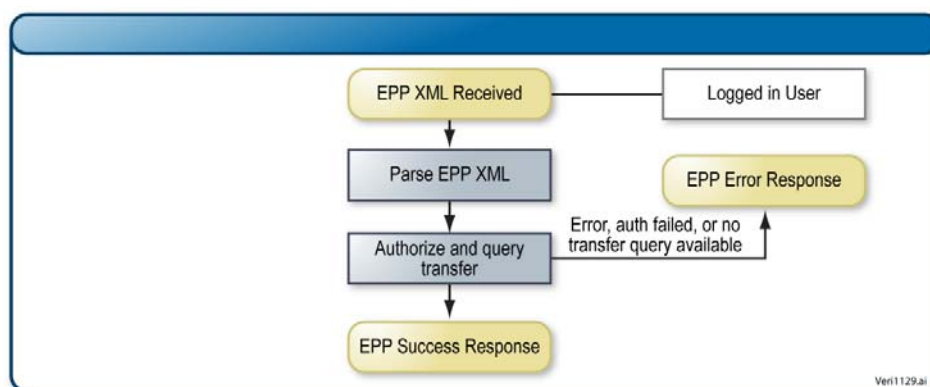 EPP XML Received
Logged in User
Parse EPP XML
EPP Error Response
Error, auth failed, or no
transfer query available
Authorize and query
transfer
EPP Success Response
Veri1129.ai